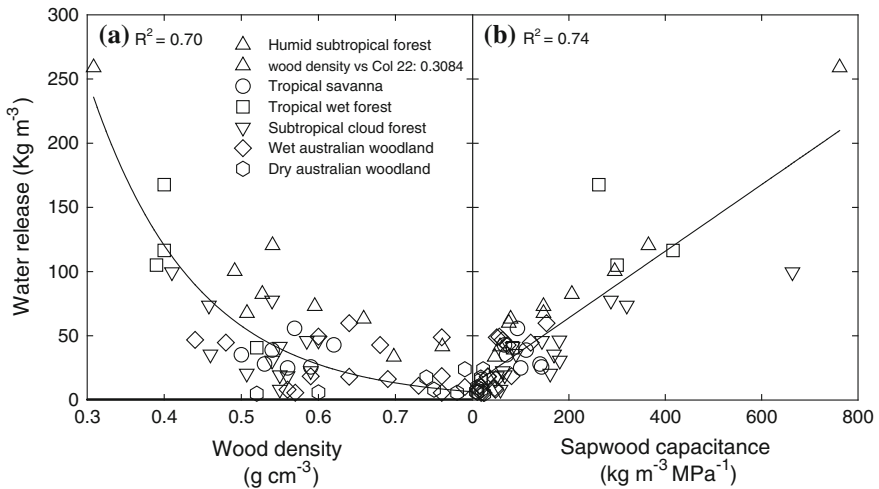 (a) R² = 0.70
(b) R² = 0.74
Humid subtropical forest
wood density vs Col 22: 0.3084
Tropical savanna
Tropical wet forest
Subtropical cloud forest
Wet australian woodland
Dry australian woodland
Water release (Kg m⁻³)
300
250
200
150
100
50
0
0.3 0.4 0.5 0.6 0.7 0 200 400 600 800
Wood density
(g cm⁻³)
Sapwood capacitance
(kg m⁻³ MPa⁻¹)